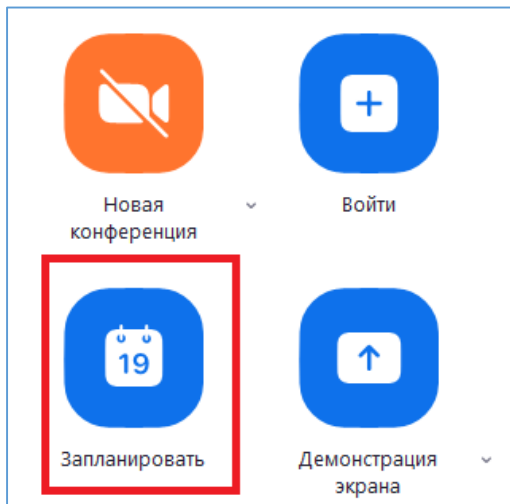 Новая
конференция
Войти
19
Запланировать
Демонстрация
экрана